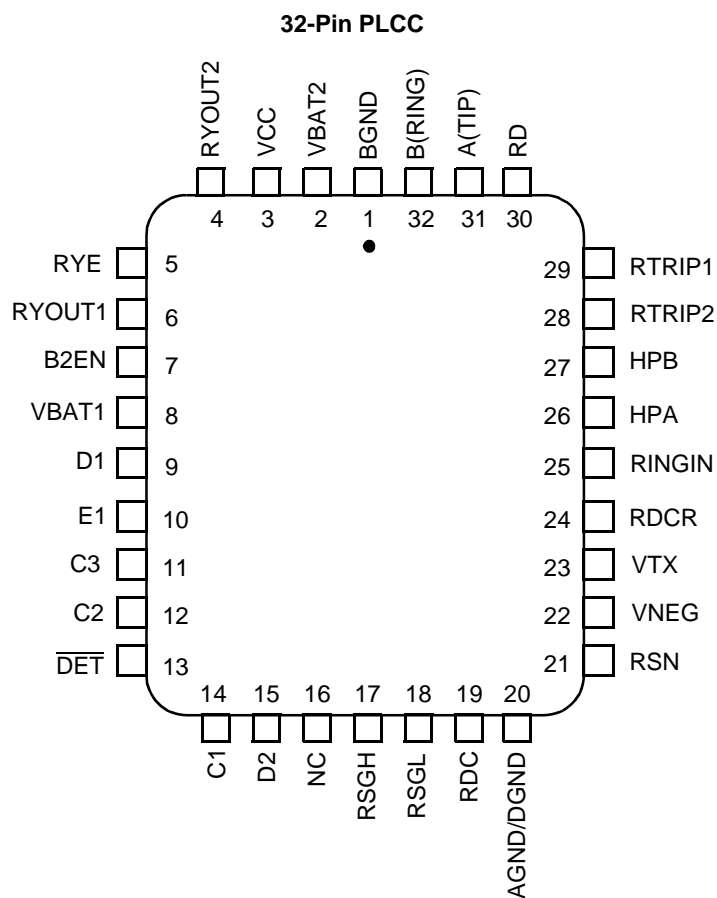 32-Pin PLCC
RYOUT2
VCC
VBAT2
BGND
B(RING)
A(TIP)
RD
4
3
2
1
32
31
30
RYE 5
RYOUT1 6
B2EN 7
VBAT1 8
D1 9
E1 10
C3 11
C2 12
DET 13
29 RTRIP1
28 RTRIP2
27 HPB
26 HPA
25 RINGIN
24 RDCR
23 VTX
22 VNEG
21 RSN
14
15
16
17
18
19
20
C1
D2
NC
RSGH
RSGL
RDC
AGND/DGND